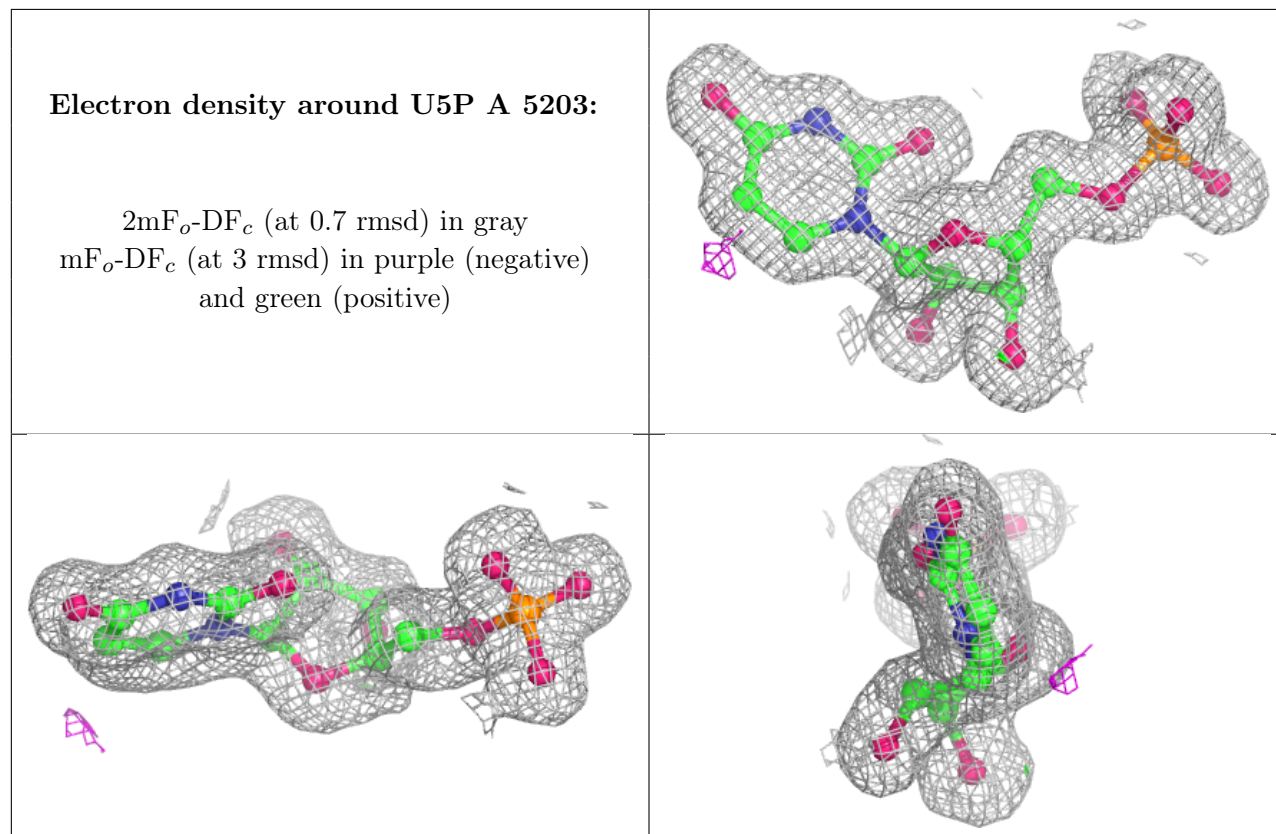 Electron density around U5P A 5203:
2mFo-DFc (at 0.7 rmsd) in gray
mFo-DFc (at 3 rmsd) in purple (negative)
and green (positive)